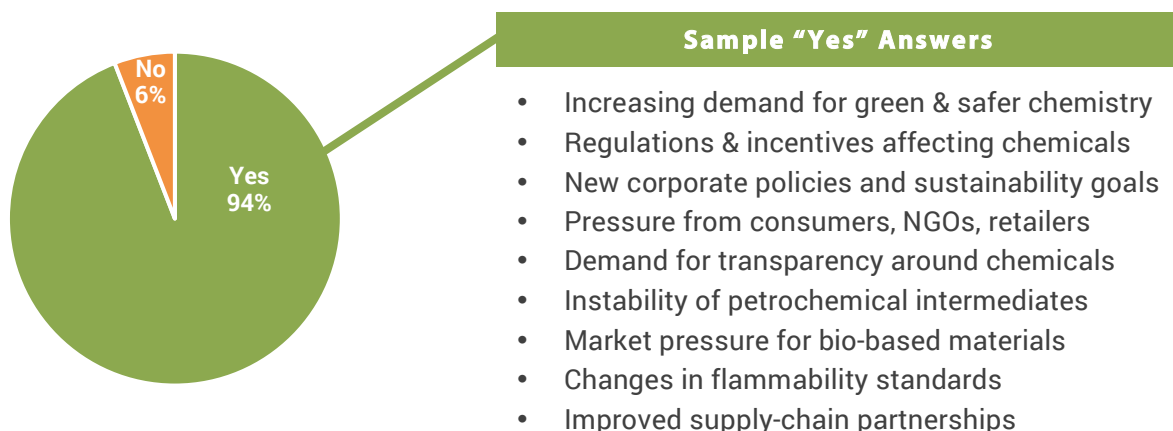 Sample “Yes” Answers
No
6%
Yes
94%
• Increasing demand for green & safer chemistry
• Regulations & incentives affecting chemicals
• New corporate policies and sustainability goals
• Pressure from consumers, NGOs, retailers
• Demand for transparency around chemicals
• Instability of petrochemical intermediates
• Market pressure for bio-based materials
• Changes in flammability standards
• Improved supply-chain partnerships